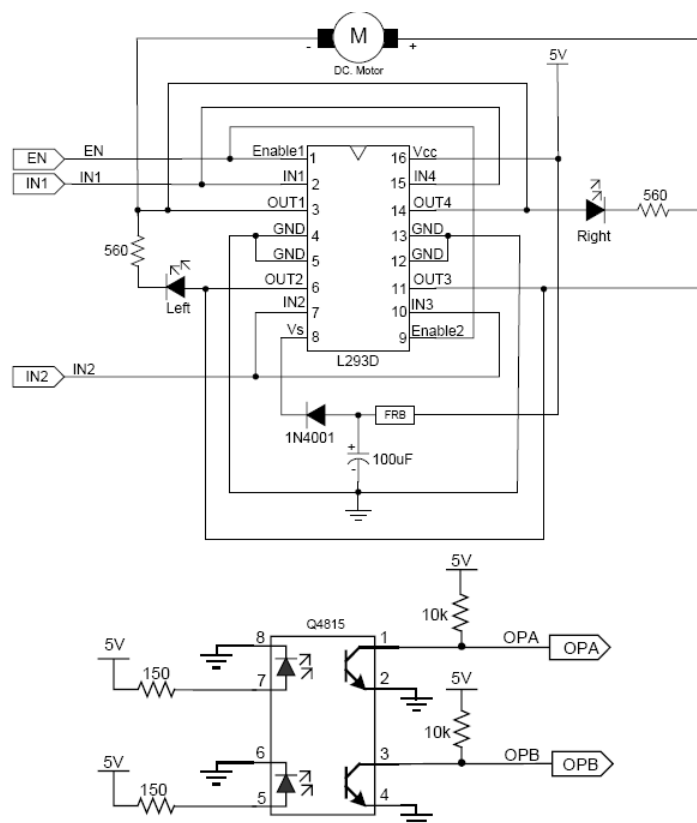 M
- +
DC. Motor
5V
EN EN Enable1 1 16 Vcc
IN1 IN1 IN1 2 15 IN4
OUT1 3 14 OUT4
560
Right
GND 4 13 GND
560
GND 5 12 GND
OUT2 6 11 OUT3
Left
IN2 7 10 IN3
Vs 8 9 Enable2
L293D
IN2 IN2
FRB
1N4001
+
100uF
-
5V
Q4815
10k
8 1 OPA OPA
5V
150
7 2
5V
10k
6 3 OPB OPB
5V
150
5 4